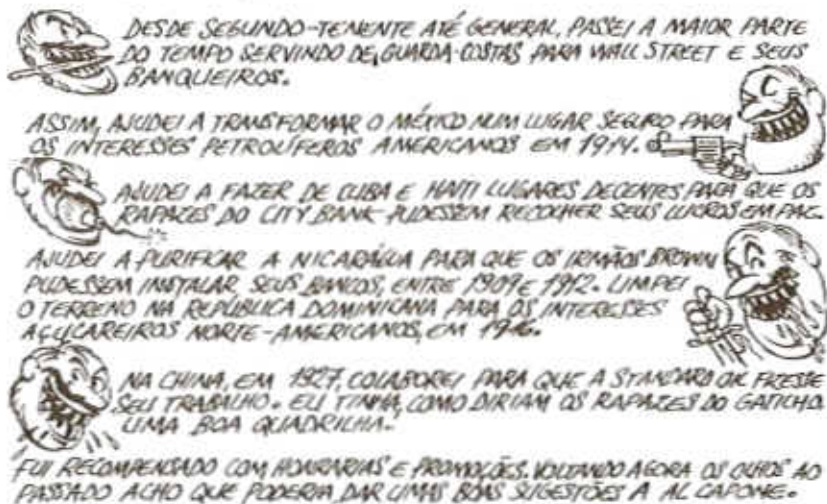 DESDE SEGUNDO-TENENTE ATÉ GENERAL, PASSEI A MAIOR PARTE
DO TEMPO SERVINDO DE GUARDA-COSTAS PARA WALL STREET E SEUS
BANQUEIROS.
ASSIM, AJUDEI A TRANSFORMAR O MÉXICO NUM LUGAR SEGURO PARA
OS INTERESSES PETROLÍFEROS AMERICANOS EM 1914.
AJUDEI A FAZER DE CUBA E HAITI LUGARES DECENTES PARA QUE OS
RAPAZES DO CITY BANK PUDESSEM RECOLHER SEUS LUCROS EM PAZ.
AJUDEI A PURIFICAR A NICARÁGUA PARA QUE OS IRMÃOS BROWN
PUDESSEM INSTALAR SEUS BANCOS, ENTRE 1909 E 1912. LIMPEI
O TERRENO NA REPÚBLICA DOMINICANA PARA OS INTERESSES
AÇUCAREIROS NORTE-AMERICANOS, EM 1916.
NA CHINA, EM 1927, COLABOREI PARA QUE A STANDARD OIL FIZESSE
SEU TRABALHO. EU TINHA, COMO DIRIAM OS RAPAZES DO GATILHO,
UMA BOA QUADRILHA.
FUI RECOMPENSADO COM HONRARIAS E PROMOÇÕES. VOLTANDO AGORA OS OLHOS AO
PASSADO ACHO QUE PODERIA DAR UMAS BOAS SUGESTÕES A AL CAPONE.